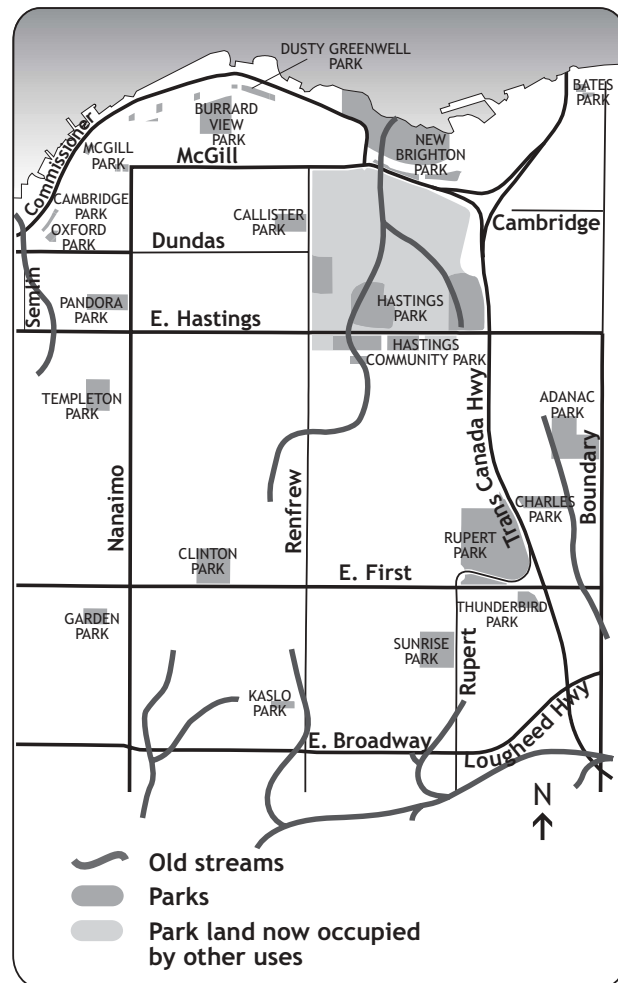 DUSTY GREENWELL
PARK
BATES
PARK
BURRARD
VIEW
PARK
NEW
BRIGHTON
PARK
Commissioner
MCGILL PARK
McGill
CAMBRIDGE
PARK
OXFORD
PARK
CALLISTER
PARK
Cambridge
Dundas
Semlin
PANDORA
PARK
E. Hastings
HASTINGS
PARK
HASTINGS
COMMUNITY PARK
TEMPLETON
PARK
ADANAC
PARK
Trans Canada Hwy
Boundary
Nanaimo
Renfrew
CHARLES
PARK
RUPERT
PARK
CLINTON
PARK
E. First
GARDEN
PARK
THUNDERBIRD
PARK
SUNRISE
PARK
Rupert
KASLO
PARK
E. Broadway
Lougheed Hwy
N
Old streams
Parks
Park land now occupied
by other uses